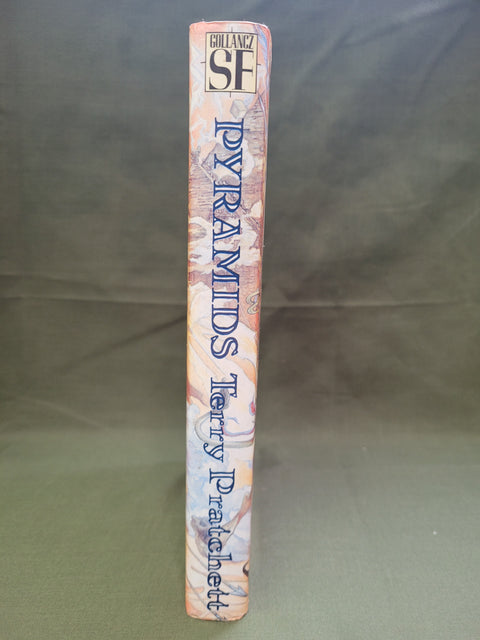 GOLLANCZ
SF
PYRAMIDS Terry Pratchett